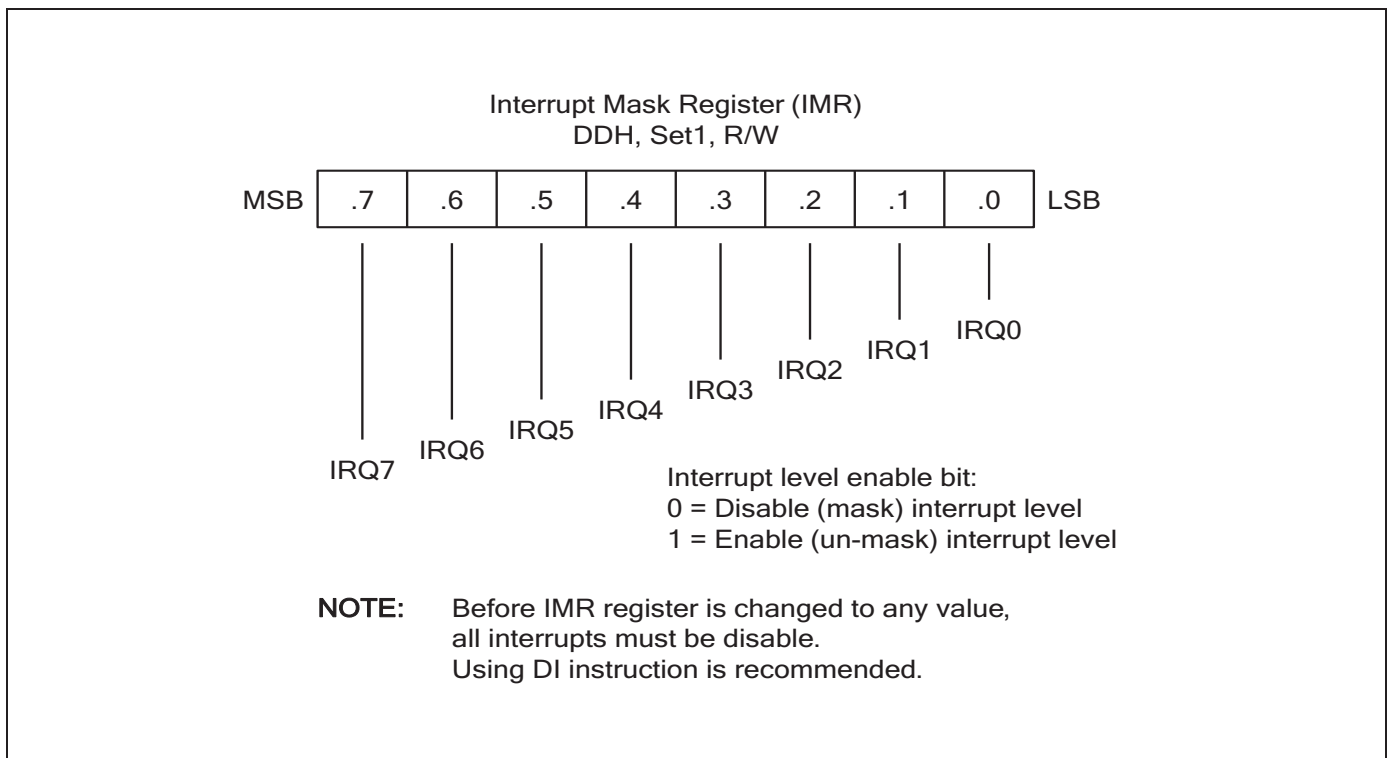 Interrupt Mask Register (IMR)
DDH, Set1, R/W
MSB .7 .6 .5 .4 .3 .2 .1 .0 LSB
IRQ7 IRQ6 IRQ5 IRQ4 IRQ3 IRQ2 IRQ1 IRQ0
Interrupt level enable bit:
0 = Disable (mask) interrupt level
1 = Enable (un-mask) interrupt level
NOTE: Before IMR register is changed to any value,
all interrupts must be disable.
Using DI instruction is recommended.